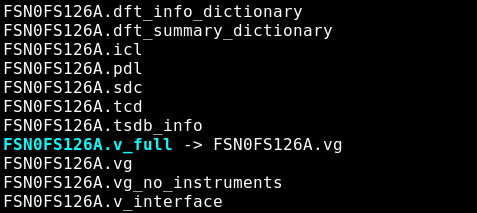 FSN0FS126A.dft_info_dictionary
FSN0FS126A.dft_summary_dictionary
FSN0FS126A.icl
FSN0FS126A.pdl
FSN0FS126A.sdc
FSN0FS126A.tcd
FSN0FS126A.tsdb_info
FSN0FS126A.v_full -> FSN0FS126A.vg
FSN0FS126A.vg
FSN0FS126A.vg_no_instruments
FSN0FS126A.v_interface